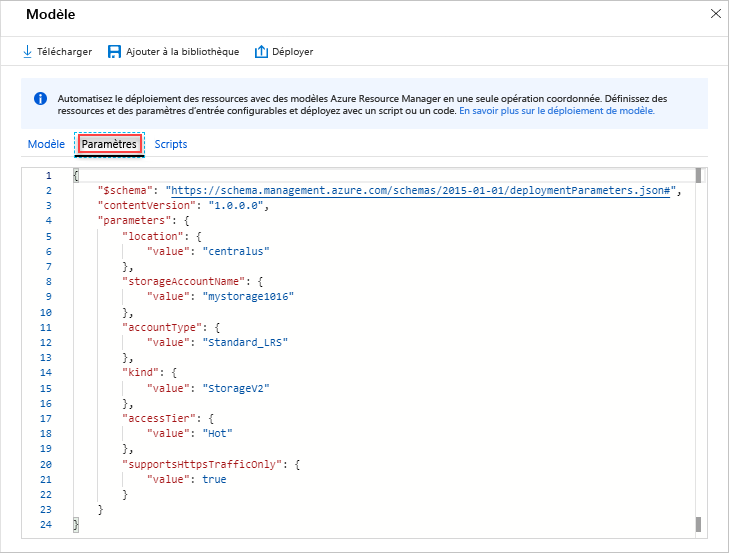 Modèle
Télécharger Ajouter à la bibliothèque Déployer
Automatisez le déploiement des ressources avec des modèles Azure Resource Manager en une seule opération coordonnée. Définissez des
ressources et des paramètres d'entrée configurables et déployez avec un script ou un code. En savoir plus sur le déploiement de modèle.
Modèle Paramètres Scripts
1 {
2 "$schema": "https://schema.management.azure.com/schemas/2015-01-01/deploymentParameters.json#",
3 "contentVersion": "1.0.0.0",
4 "parameters": {
5 "location": {
6 "value": "centralus"
7 },
8 "storageAccountName": {
9 "value": "mystorage1016"
10 },
11 "accountType": {
12 "value": "Standard_LRS"
13 },
14 "kind": {
15 "value": "StorageV2"
16 },
17 "accessTier": {
18 "value": "Hot"
19 },
20 "supportsHttpsTrafficOnly": {
21 "value": true
22 }
23 }
24 }